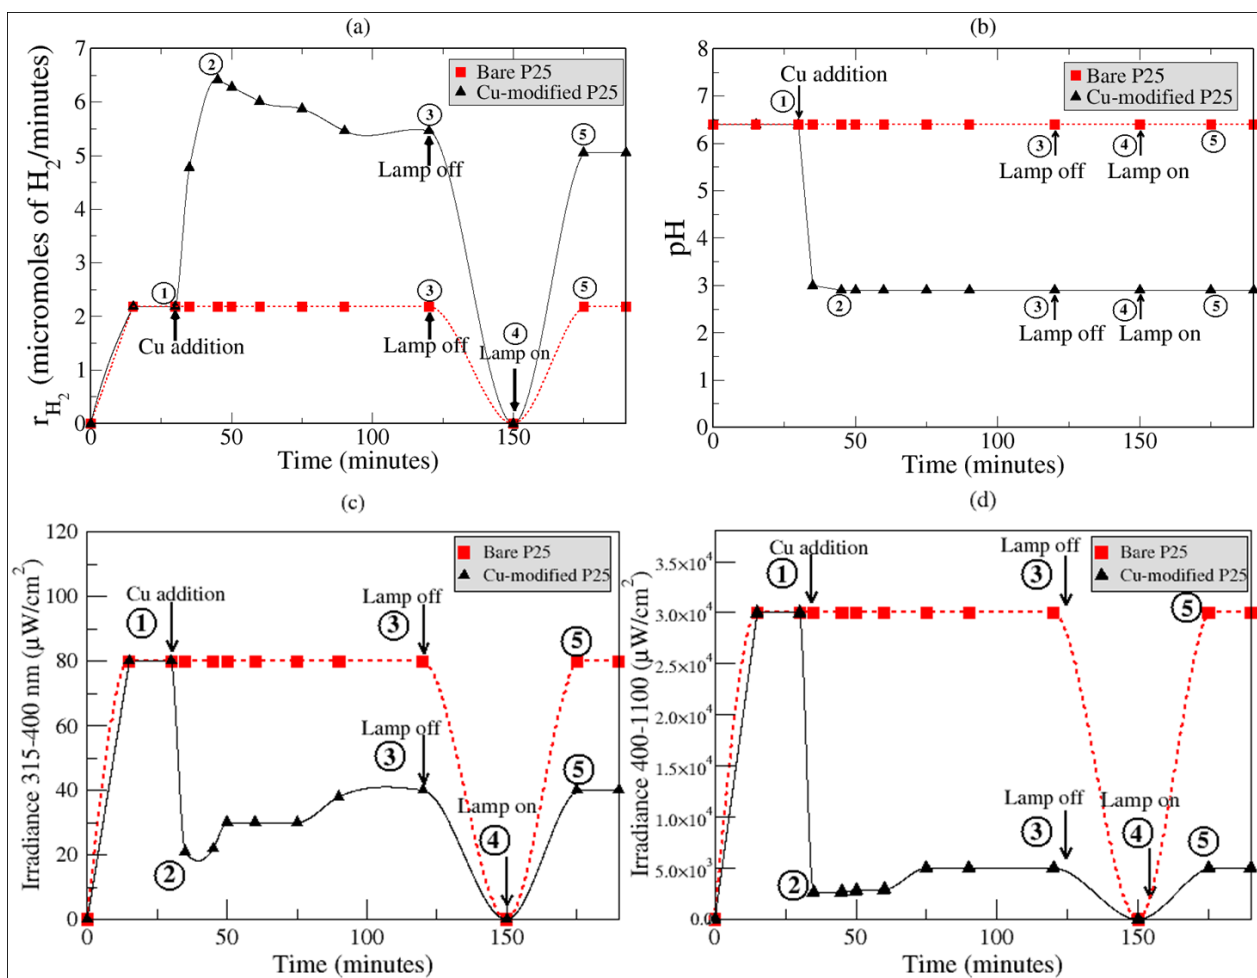 (a)
r_H₂ (micromoles of H₂/minutes)
7
6
5
4
3
2
1
0
Bare P25
Cu-modified P25
2
3
Lamp off
5
1
Cu addition
3
Lamp off
4
Lamp on
5
0
50
100
150
Time (minutes)
(b)
pH
8
7
6
5
4
3
2
1
0
Cu addition
Bare P25
Cu-modified P25
1
3
Lamp off
4
Lamp on
5
2
3
Lamp off
4
Lamp on
5
0
50
100
150
Time (minutes)
(c)
Irradiance 315-400 nm (µW/cm²)
120
100
80
60
40
20
0
Bare P25
Cu-modified P25
Cu addition
1
Lamp off
3
5
Lamp off
3
5
Lamp on
4
2
0
50
100
150
Time (minutes)
(d)
Irradiance 400-1100 (µW/cm²)
3.5×10⁴
3.0×10⁴
2.5×10⁴
2.0×10⁴
1.5×10⁴
1.0×10⁴
5.0×10³
0.0
Cu addition
1
Lamp off
3
Bare P25
Cu-modified P25
5
Lamp off
3
Lamp on
4
5
2
0
50
100
150
Time (minutes)